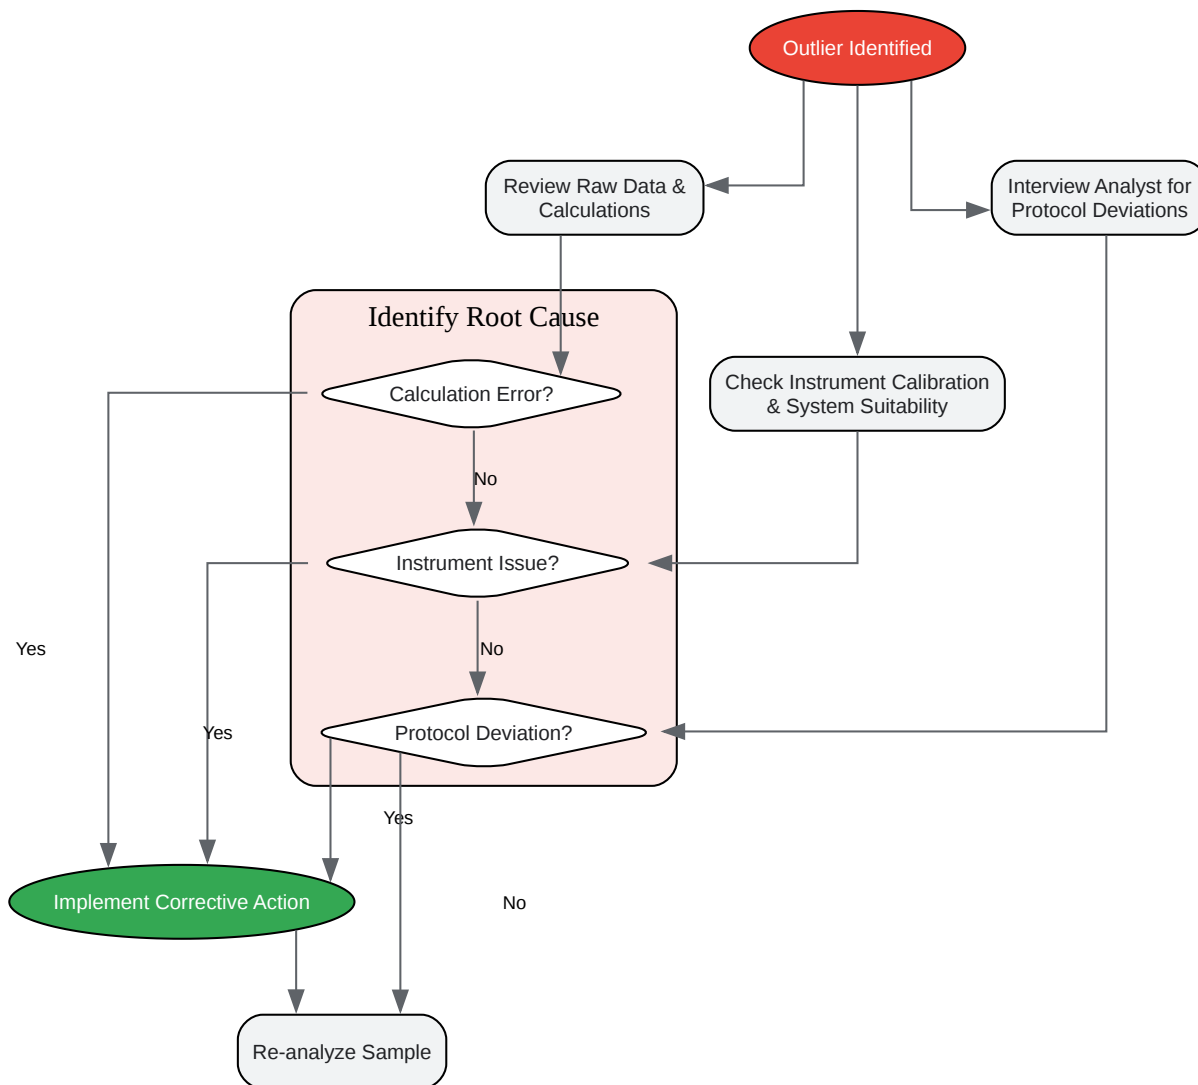 Outlier Identified
Review Raw Data &
Calculations
Interview Analyst for
Protocol Deviations
Identify Root Cause
Calculation Error?
Check Instrument Calibration
& System Suitability
No
Instrument Issue?
Yes
No
Yes
Protocol Deviation?
Yes
Implement Corrective Action
No
Re-analyze Sample